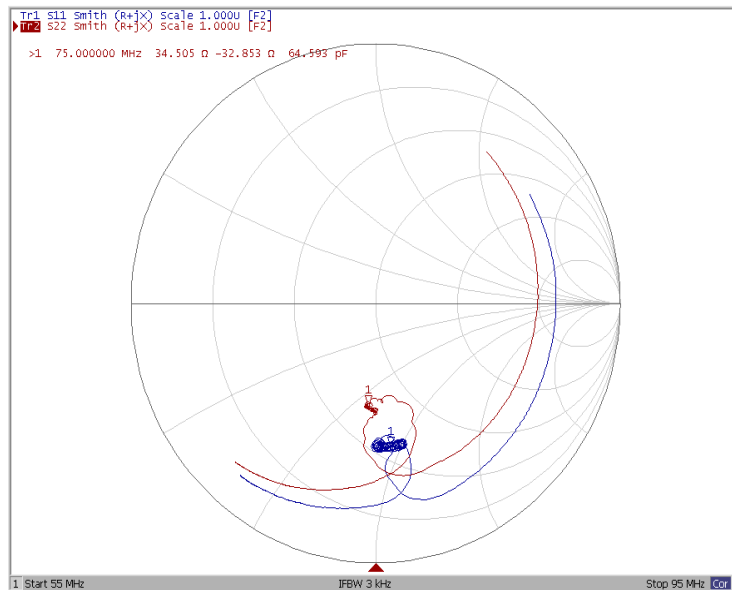 Tr1 S11 Smith (R+jX) Scale 1.000U [F2]
Tr2 S22 Smith (R+jX) Scale 1.000U [F2]
>1 75.000000 MHz 34.505 Ω -32.853 Ω 64.593 pF
1
1
1 Start 55 MHz IFBW 3 kHz Stop 95 MHz Cor